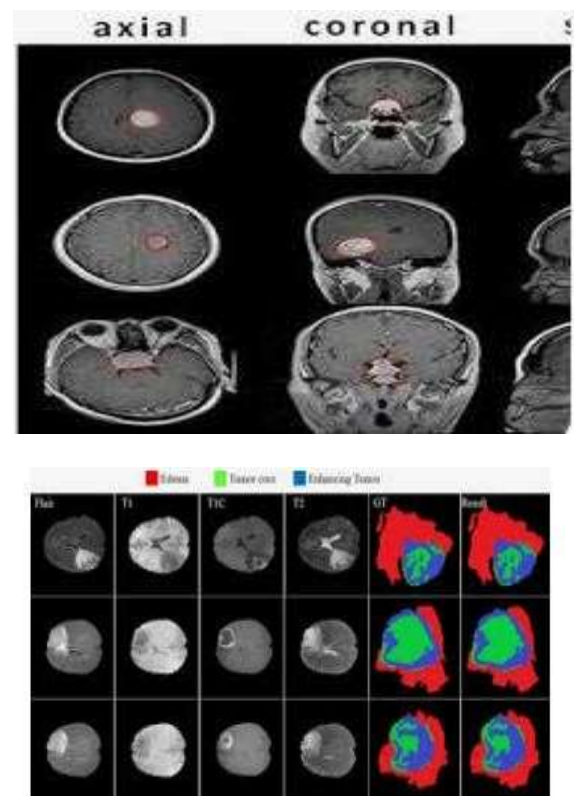 axial coronal s
Edema Tumor core Enhancing Tumor
Flair T1 T1C T2 GT Result